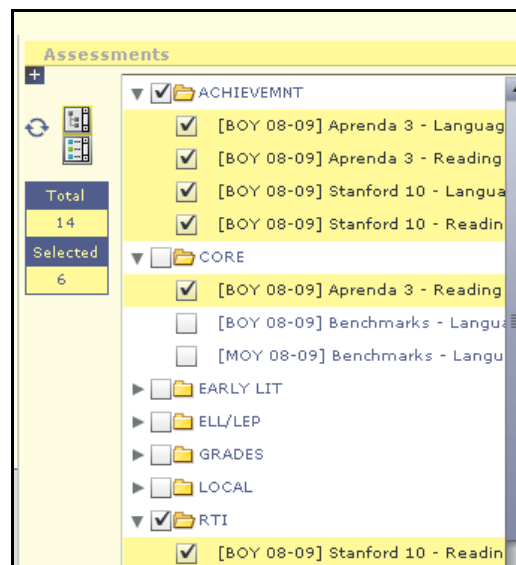 Assessments
+
ACHIEVEMNT
[BOY 08-09] Aprenda 3 - Languag
[BOY 08-09] Aprenda 3 - Reading
[BOY 08-09] Stanford 10 - Langua
[BOY 08-09] Stanford 10 - Readin
Total
14
Selected
6
CORE
[BOY 08-09] Aprenda 3 - Reading
[BOY 08-09] Benchmarks - Langua
[MOY 08-09] Benchmarks - Langu
EARLY LIT
ELL/LEP
GRADES
LOCAL
RTI
[BOY 08-09] Stanford 10 - Readin